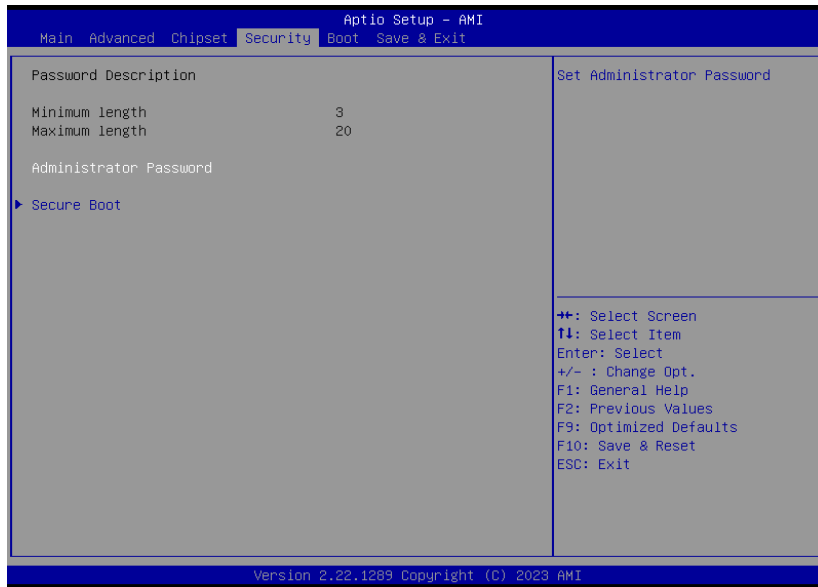 Aptio Setup – AMI
Main Advanced Chipset Security Boot Save & Exit
Password Description
Minimum length 3
Maximum length 20
Administrator Password
Secure Boot
Set Administrator Password
→←: Select Screen
↑↓: Select Item
Enter: Select
+/– : Change Opt.
F1: General Help
F2: Previous Values
F9: Optimized Defaults
F10: Save & Reset
ESC: Exit
Version 2.22.1289 Copyright (C) 2023 AMI